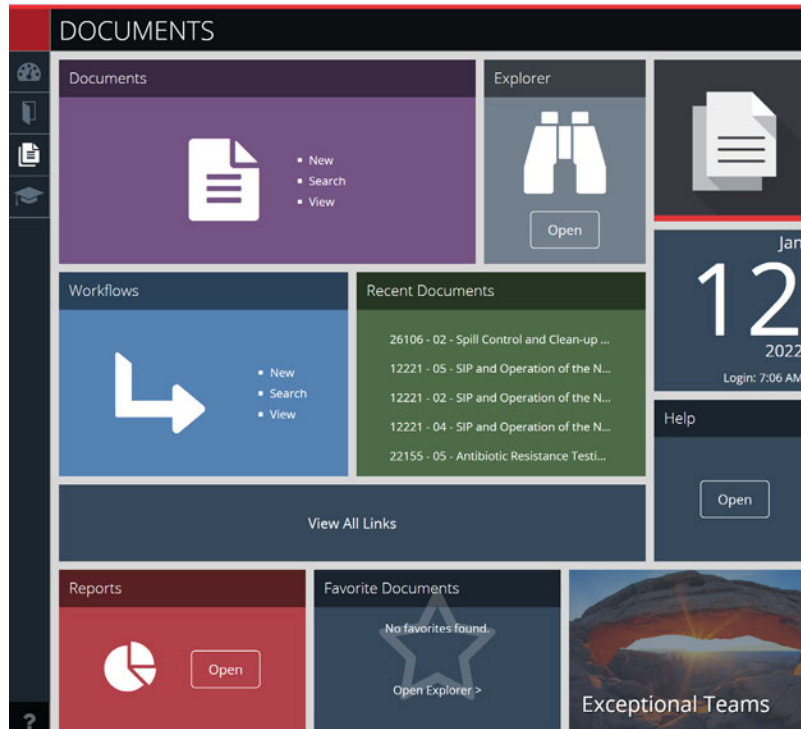 DOCUMENTS
Documents
New
Search
View
Explorer
Open
Workflows
New
Search
View
Recent Documents
26106 - 02 - Spill Control and Clean-up ...
12221 - 05 - SIP and Operation of the N...
12221 - 02 - SIP and Operation of the N...
12221 - 04 - SIP and Operation of the N...
22155 - 05 - Antibiotic Resistance Testi...
Jan
12
2022
Login: 7:06 AM
Help
Open
View All Links
Reports
Open
Favorite Documents
No favorites found.
Open Explorer >
Exceptional Teams
?